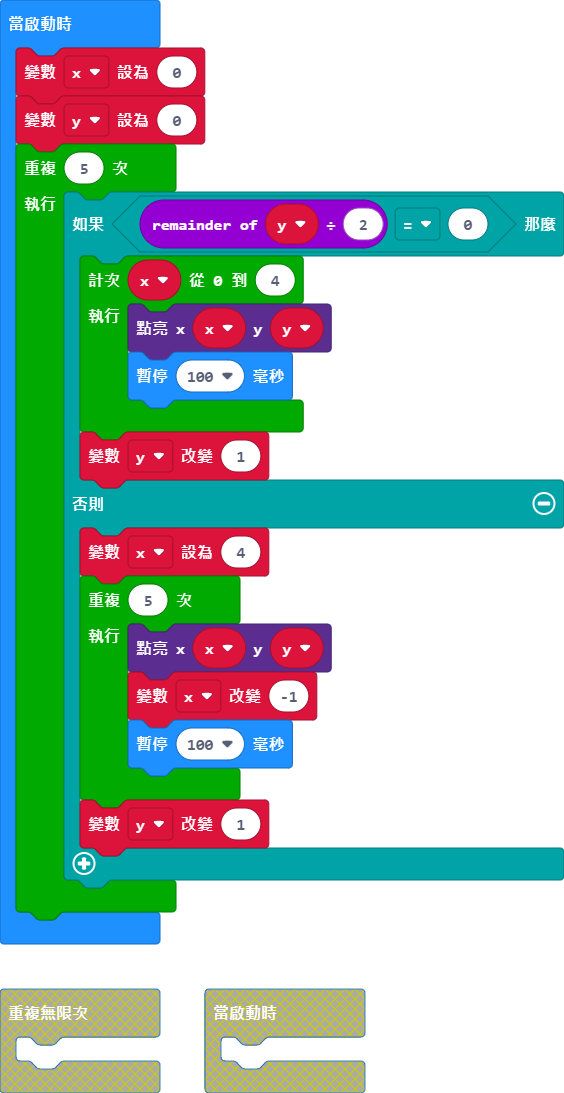 當啟動時
變數 x 設為 0
變數 y 設為 0
重複 5 次
執行
如果 remainder of y ÷ 2 = 0 那麼
計次 x 從 0 到 4
執行
點亮 x x y y
暫停 100 毫秒
變數 y 改變 1
否則
變數 x 設為 4
重複 5 次
執行
點亮 x x y y
變數 x 改變 -1
暫停 100 毫秒
變數 y 改變 1
重複無限次
當啟動時